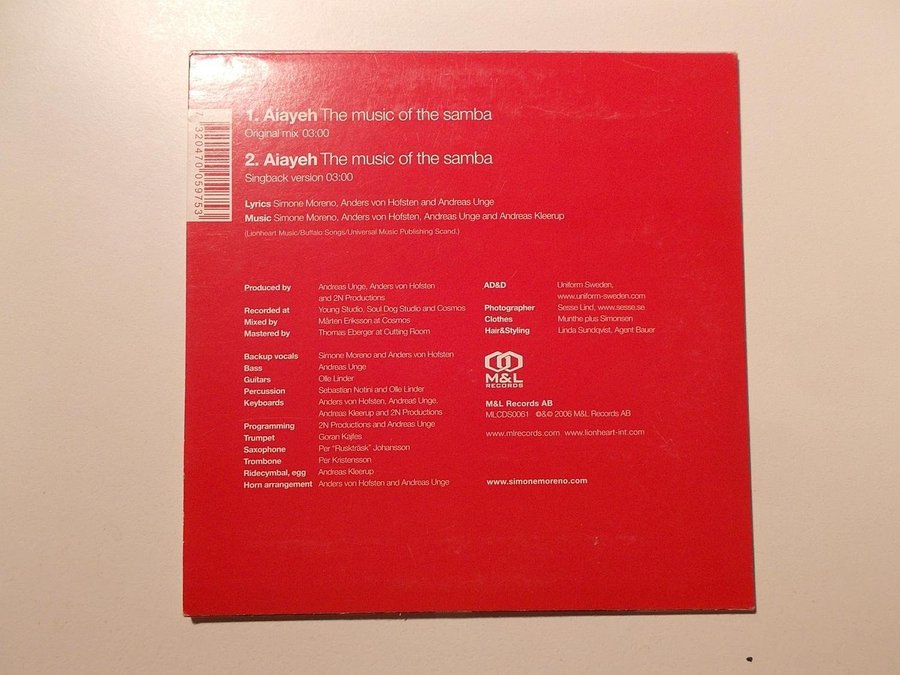 1. Aiayeh The music of the samba
Original mix 03:00
2. Aiayeh The music of the samba
Singback version 03:00
Lyrics Simone Moreno, Anders von Hofsten and Andreas Unge
Music Simone Moreno, Anders von Hofsten, Andreas Unge and Andreas Kleerup
(Lionheart Music/Buffalo Songs/Universal Music Publishing Scand.)
7 320470 059753
Produced by Andreas Unge, Anders von Hofsten
and 2N Productions
Recorded at Young Studio, Soul Dog Studio and Cosmos
Mixed by Mårten Eriksson at Cosmos
Mastered by Thomas Eberger at Cutting Room
Backup vocals Simone Moreno and Anders von Hofsten
Bass Andreas Unge
Guitars Olle Linder
Percussion Sebastian Notini and Olle Linder
Keyboards Anders von Hofsten, Andreas Unge,
Andreas Kleerup and 2N Productions
Programming 2N Productions and Andreas Unge
Trumpet Goran Kajfes
Saxophone Per "Ruskträsk" Johansson
Trombone Per Kristensson
Ridecymbal, egg Andreas Kleerup
Horn arrangement Anders von Hofsten and Andreas Unge
AD&D Uniform Sweden,
www.uniform-sweden.com
Photographer Sesse Lind, www.sesse.se
Clothes Munthe plus Simonsen
Hair&Styling Linda Sundqvist, Agent Bauer
M&L
RECORDS
M&L Records AB
MLCDS0061 ℗&© 2006 M&L Records AB
www.mlrecords.com www.lionheart-int.com
www.simonemoreno.com